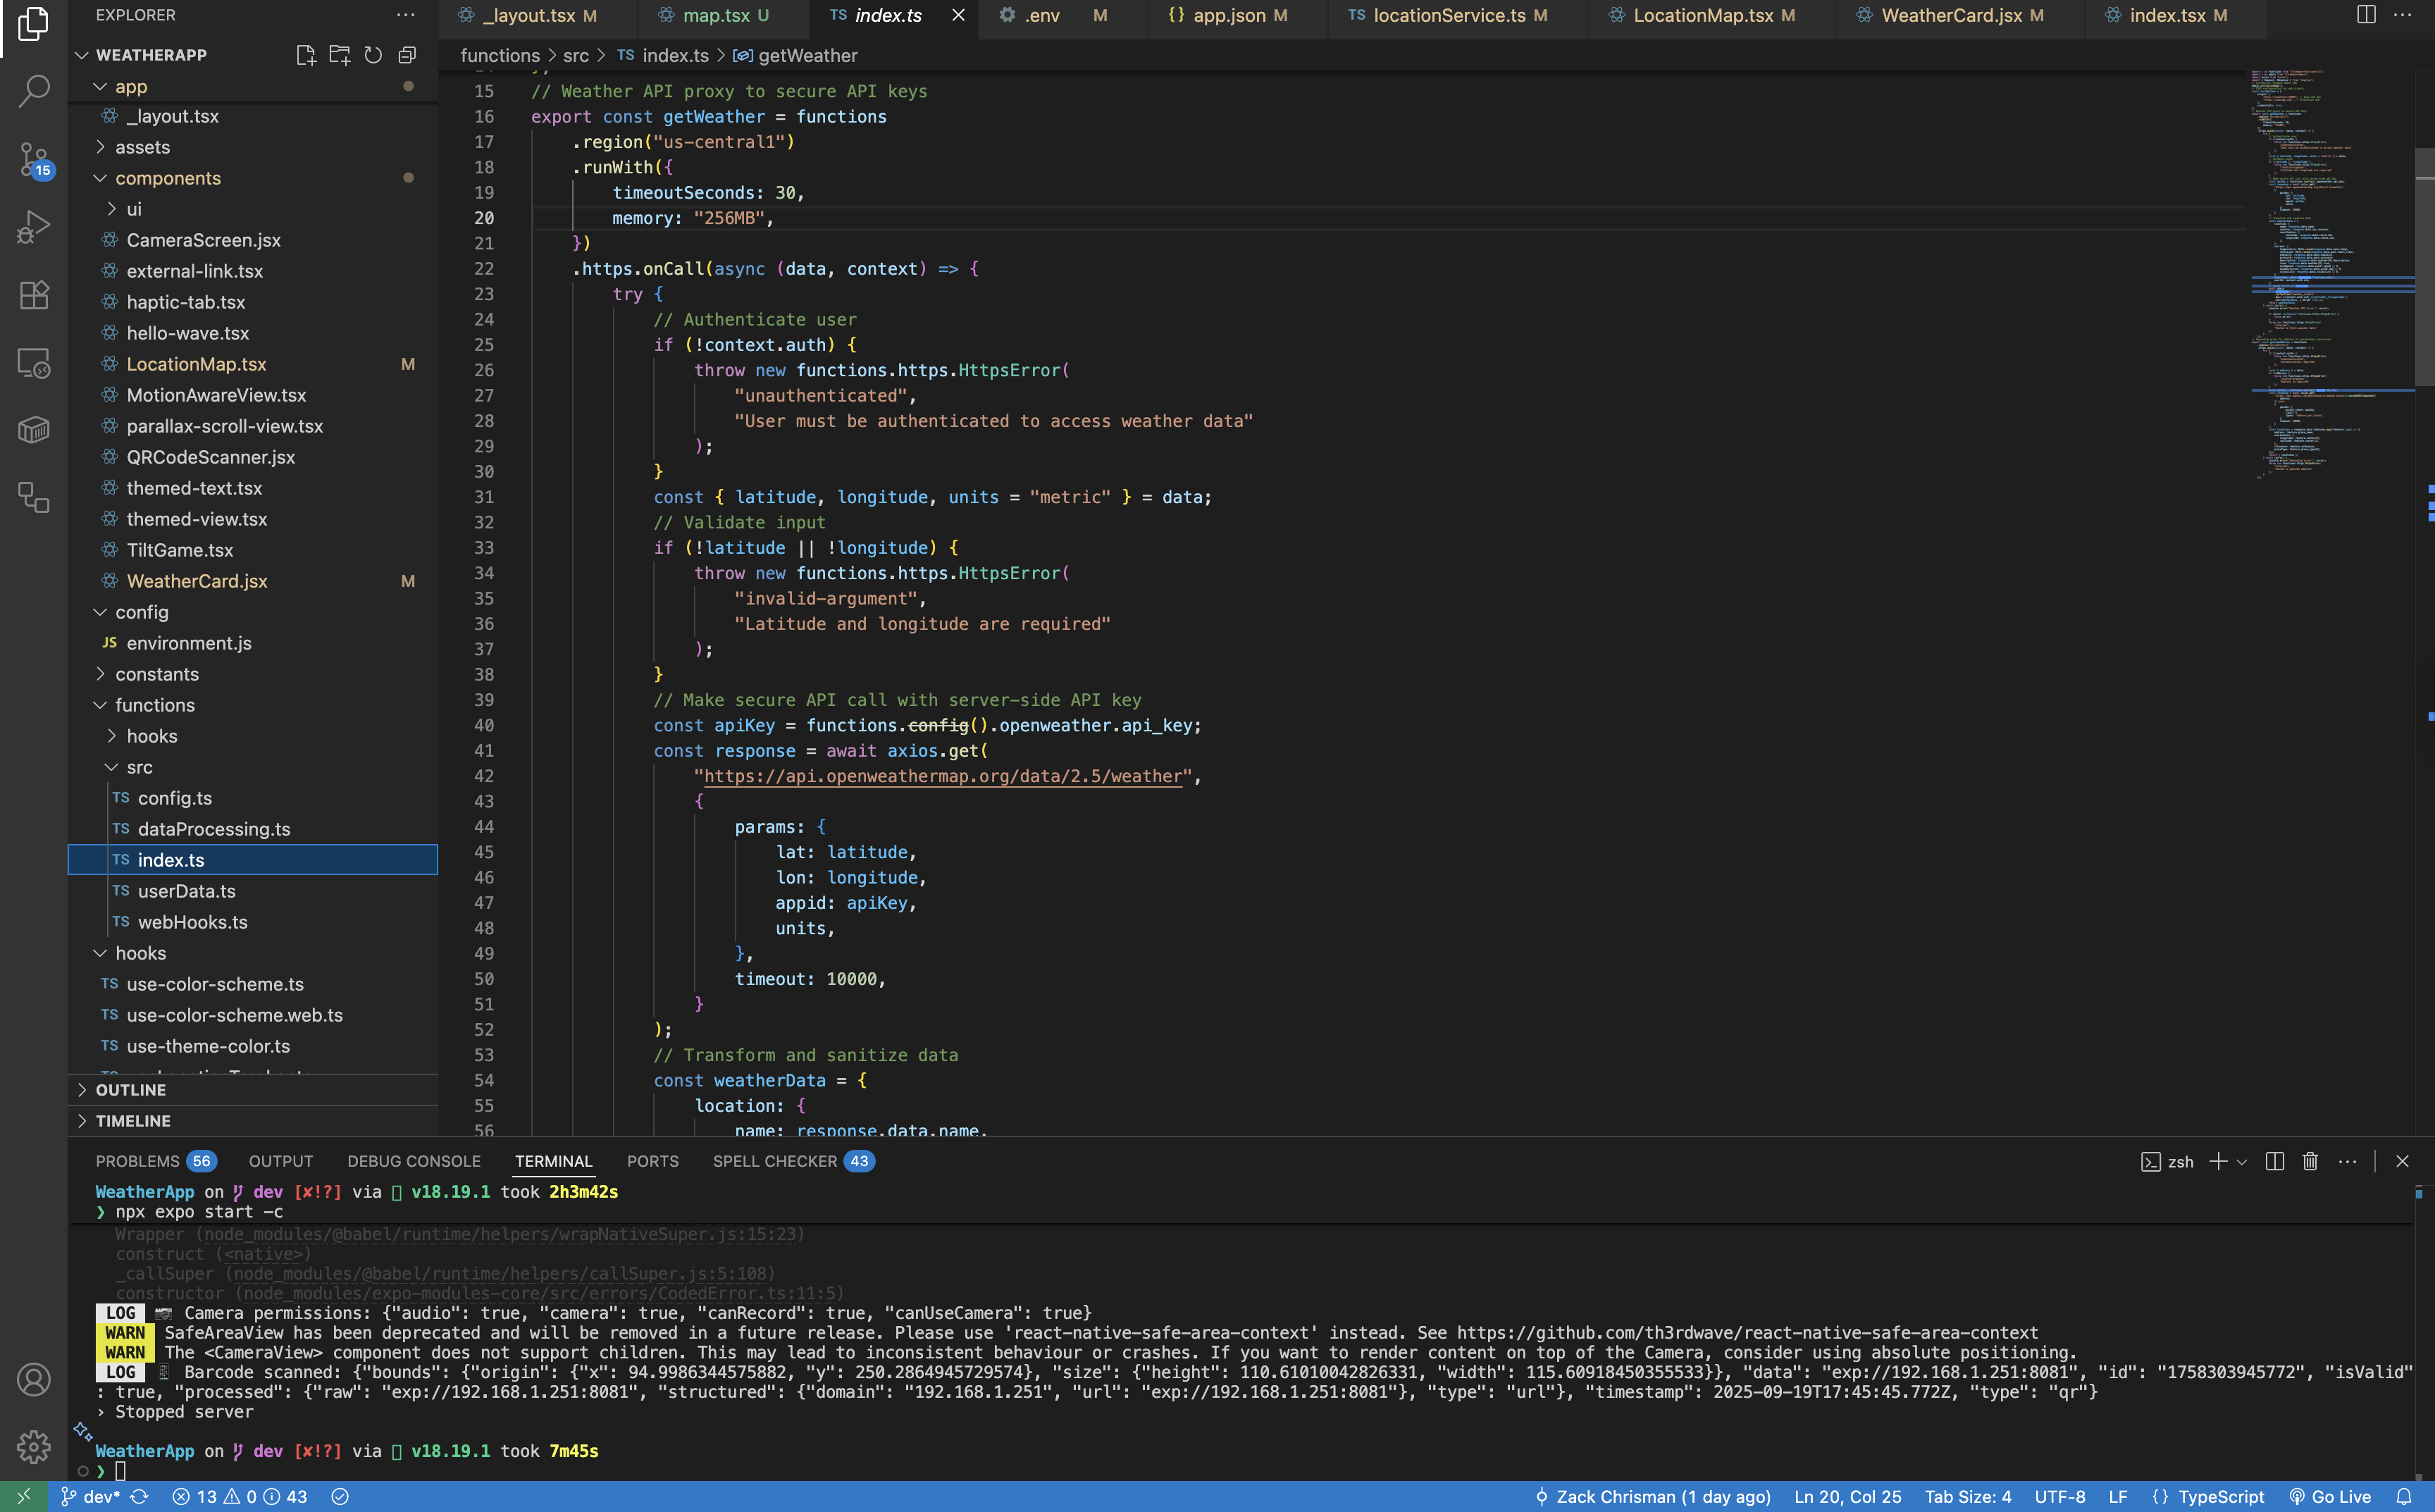 EXPLORER
WEATHERAPP
app
_layout.tsx
assets
components
ui
CameraScreen.jsx
external-link.tsx
haptic-tab.tsx
hello-wave.tsx
LocationMap.tsx M
MotionAwareView.tsx
parallax-scroll-view.tsx
QRCodeScanner.jsx
themed-text.tsx
themed-view.tsx
TiltGame.tsx
WeatherCard.jsx M
config
JS environment.js
constants
functions
hooks
src
TS config.ts
TS dataProcessing.ts
TS index.ts
TS userData.ts
TS webHooks.ts
hooks
TS use-color-scheme.ts
TS use-color-scheme.web.ts
TS use-theme-color.ts
OUTLINE
TIMELINE
15
_layout.tsx M map.tsx U TS index.ts .env M {} app.json M TS locationService.ts M LocationMap.tsx M WeatherCard.jsx M index.tsx M
functions > src > TS index.ts > getWeather
15 // Weather API proxy to secure API keys
16 export const getWeather = functions
17 .region("us-central1")
18 .runWith({
19 timeoutSeconds: 30,
20 memory: "256MB",
21 })
22 .https.onCall(async (data, context) => {
23 try {
24 // Authenticate user
25 if (!context.auth) {
26 throw new functions.https.HttpsError(
27 "unauthenticated",
28 "User must be authenticated to access weather data"
29 );
30 }
31 const { latitude, longitude, units = "metric" } = data;
32 // Validate input
33 if (!latitude || !longitude) {
34 throw new functions.https.HttpsError(
35 "invalid-argument",
36 "Latitude and longitude are required"
37 );
38 }
39 // Make secure API call with server-side API key
40 const apiKey = functions.config().openweather.api_key;
41 const response = await axios.get(
42 "https://api.openweathermap.org/data/2.5/weather",
43 {
44 params: {
45 lat: latitude,
46 lon: longitude,
47 appid: apiKey,
48 units,
49 },
50 timeout: 10000,
51 }
52 );
53 // Transform and sanitize data
54 const weatherData = {
55 location: {
56 name: response.data.name,
PROBLEMS 56 OUTPUT DEBUG CONSOLE TERMINAL PORTS SPELL CHECKER 43 zsh
WeatherApp on dev [✘!?] via v18.19.1 took 2h3m42s
❯ npx expo start -c
Wrapper (node_modules/@babel/runtime/helpers/wrapNativeSuper.js:15:23)
construct (<native>)
_callSuper (node_modules/@babel/runtime/helpers/callSuper.js:5:108)
constructor (node_modules/expo-modules-core/src/errors/CodedError.ts:11:5)
LOG 📷 Camera permissions: {"audio": true, "camera": true, "canRecord": true, "canUseCamera": true}
WARN SafeAreaView has been deprecated and will be removed in a future release. Please use 'react-native-safe-area-context' instead. See https://github.com/th3rdwave/react-native-safe-area-context
WARN The <CameraView> component does not support children. This may lead to inconsistent behaviour or crashes. If you want to render content on top of the Camera, consider using absolute positioning.
LOG 📱 Barcode scanned: {"bounds": {"origin": {"x": 94.9986344575882, "y": 250.2864945729574}, "size": {"height": 110.61010042826331, "width": 115.60918450355533}}, "data": "exp://192.168.1.251:8081", "id": "1758303945772", "isValid"
: true, "processed": {"raw": "exp://192.168.1.251:8081", "structured": {"domain": "192.168.1.251", "url": "exp://192.168.1.251:8081"}, "type": "url"}, "timestamp": 2025-09-19T17:45:45.772Z, "type": "qr"}
› Stopped server
WeatherApp on dev [✘!?] via v18.19.1 took 7m45s
❯
dev* 13 0 43 Zack Chrisman (1 day ago) Ln 20, Col 25 Tab Size: 4 UTF-8 LF {} TypeScript Go Live